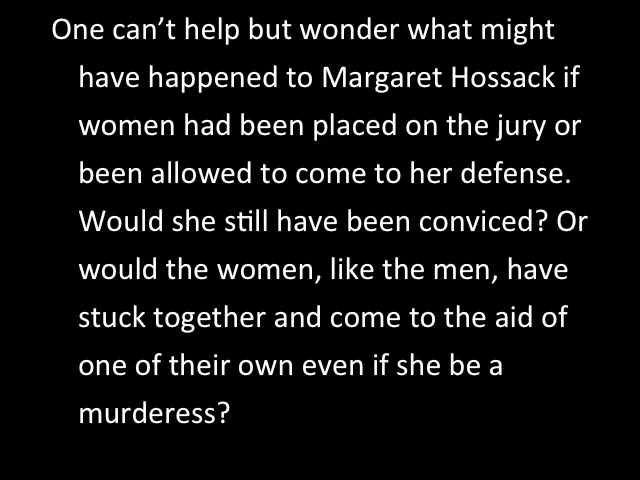 One can’t help but wonder what might
have happened to Margaret Hossack if
women had been placed on the jury or
been allowed to come to her defense.
Would she still have been conviced? Or
would the women, like the men, have
stuck together and come to the aid of
one of their own even if she be a
murderess?